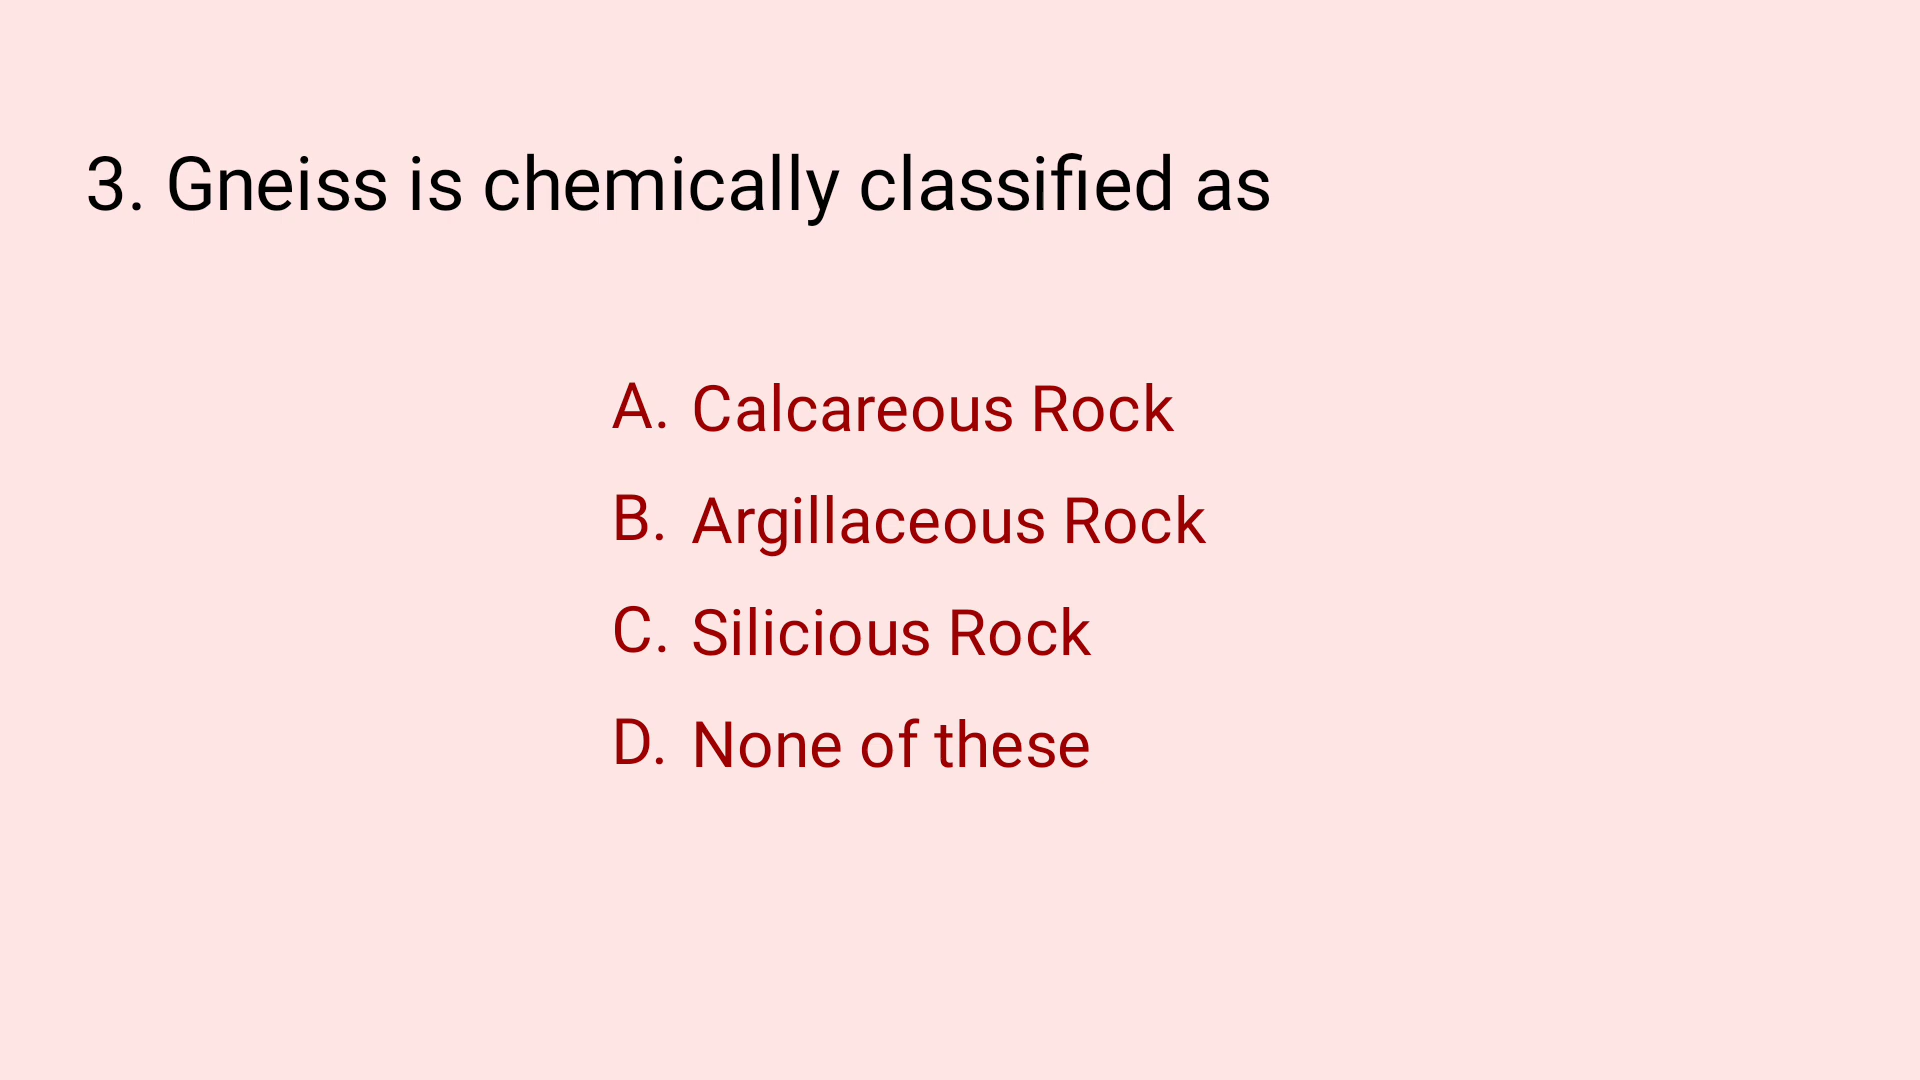 3. Gneiss is chemically classified as
A. Calcareous Rock
B. Argillaceous Rock
C. Silicious Rock
D. None of these